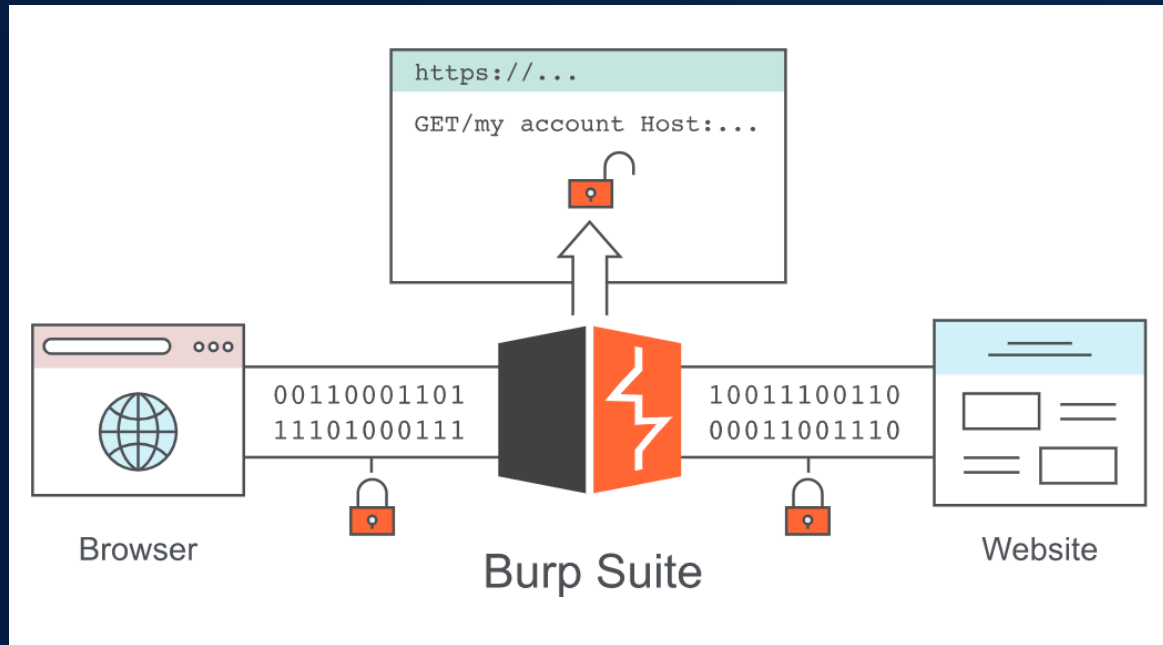 https://...
GET/my account Host:...
00110001101
11101000111
10011100110
00011001110
Browser
Burp Suite
Website